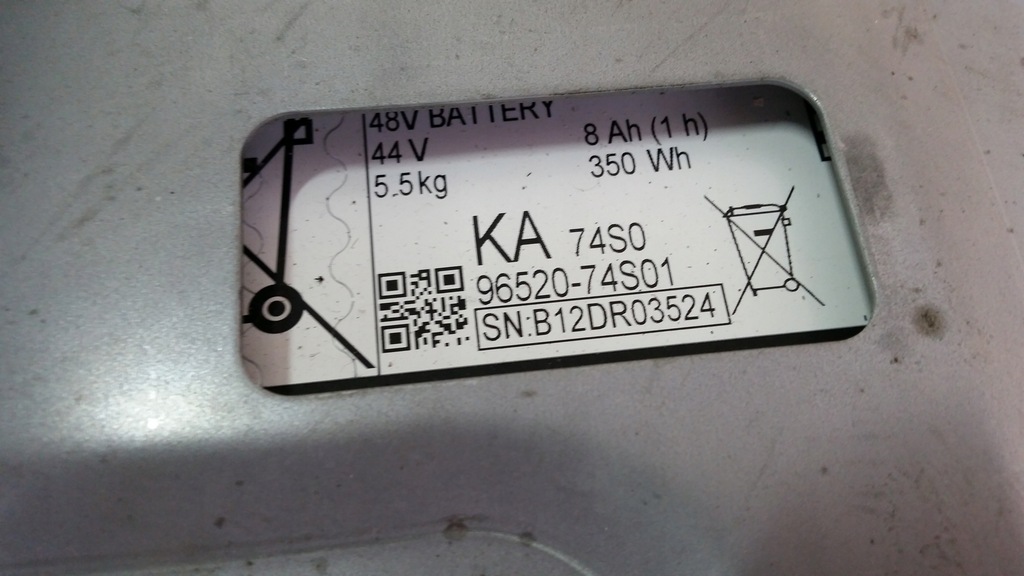 48V BATTERY
44 V 8 Ah (1 h)
5.5kg 350 Wh
KA 74S0
96520-74S01
SN:B12DR03524